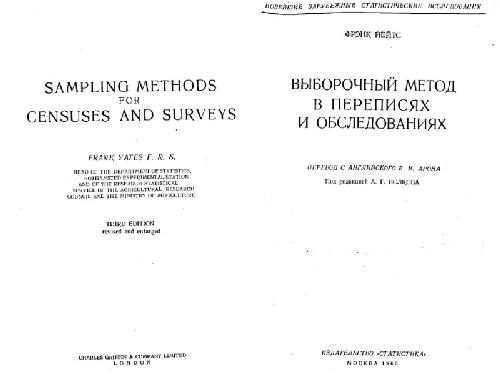 SAMPLING METHODS
FOR
CENSUSES AND SURVEYS
FRANK YATES F. R. S.
HEAD OF THE DEPARTMENT OF STATISTICS,
ROTHAMSTED EXPERIMENTAL STATION
AND OF THE RESEARCH STATISTICAL
SERVICE OF THE AGRICULTURAL RESEARCH
COUNCIL AND THE MINISTRY OF AGRICULTURE
THIRD EDITION
revised and enlarged
CHARLES GRIFFIN & COMPANY LIMITED
LONDON
НОВЕЙШИЕ ЗАРУБЕЖНЫЕ СТАТИСТИЧЕСКИЕ ИССЛЕДОВАНИЯ
ФРЭНК ЙЕЙТС
ВЫБОРОЧНЫЙ МЕТОД
В ПЕРЕПИСЯХ
И ОБСЛЕДОВАНИЯХ
ПЕРЕВОД С АНГЛИЙСКОГО
Под редакцией А. Г. ВОЛКОВА
ИЗДАТЕЛЬСТВО «СТАТИСТИКА»
МОСКВА 1965